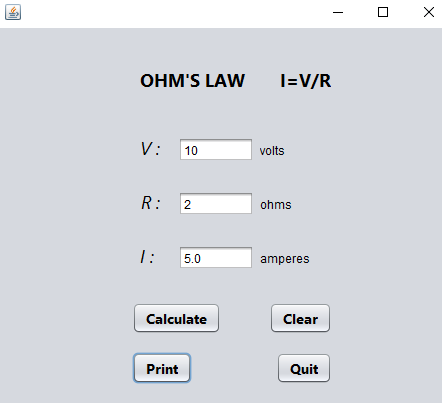 OHM'S LAW I=V/R
V : 10 volts
R : 2 ohms
I : 5.0 amperes
Calculate Clear
Print Quit